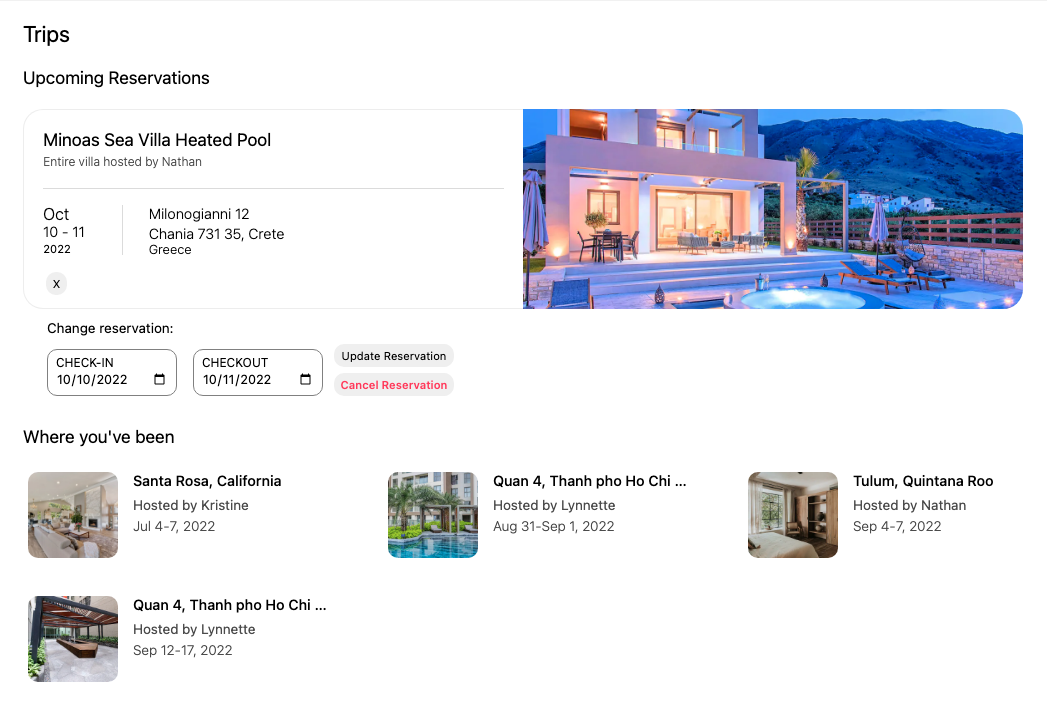 Trips
Upcoming Reservations
Minoas Sea Villa Heated Pool
Entire villa hosted by Nathan
Oct
10 - 11
2022
Milonogianni 12
Chania 731 35, Crete
Greece
X
Change reservation:
CHECK-IN
10/10/2022
CHECKOUT
10/11/2022
Update Reservation
Cancel Reservation
Where you've been
Santa Rosa, California
Hosted by Kristine
Jul 4-7, 2022
Quan 4, Thanh pho Ho Chi ...
Hosted by Lynnette
Aug 31-Sep 1, 2022
Tulum, Quintana Roo
Hosted by Nathan
Sep 4-7, 2022
Quan 4, Thanh pho Ho Chi ...
Hosted by Lynnette
Sep 12-17, 2022